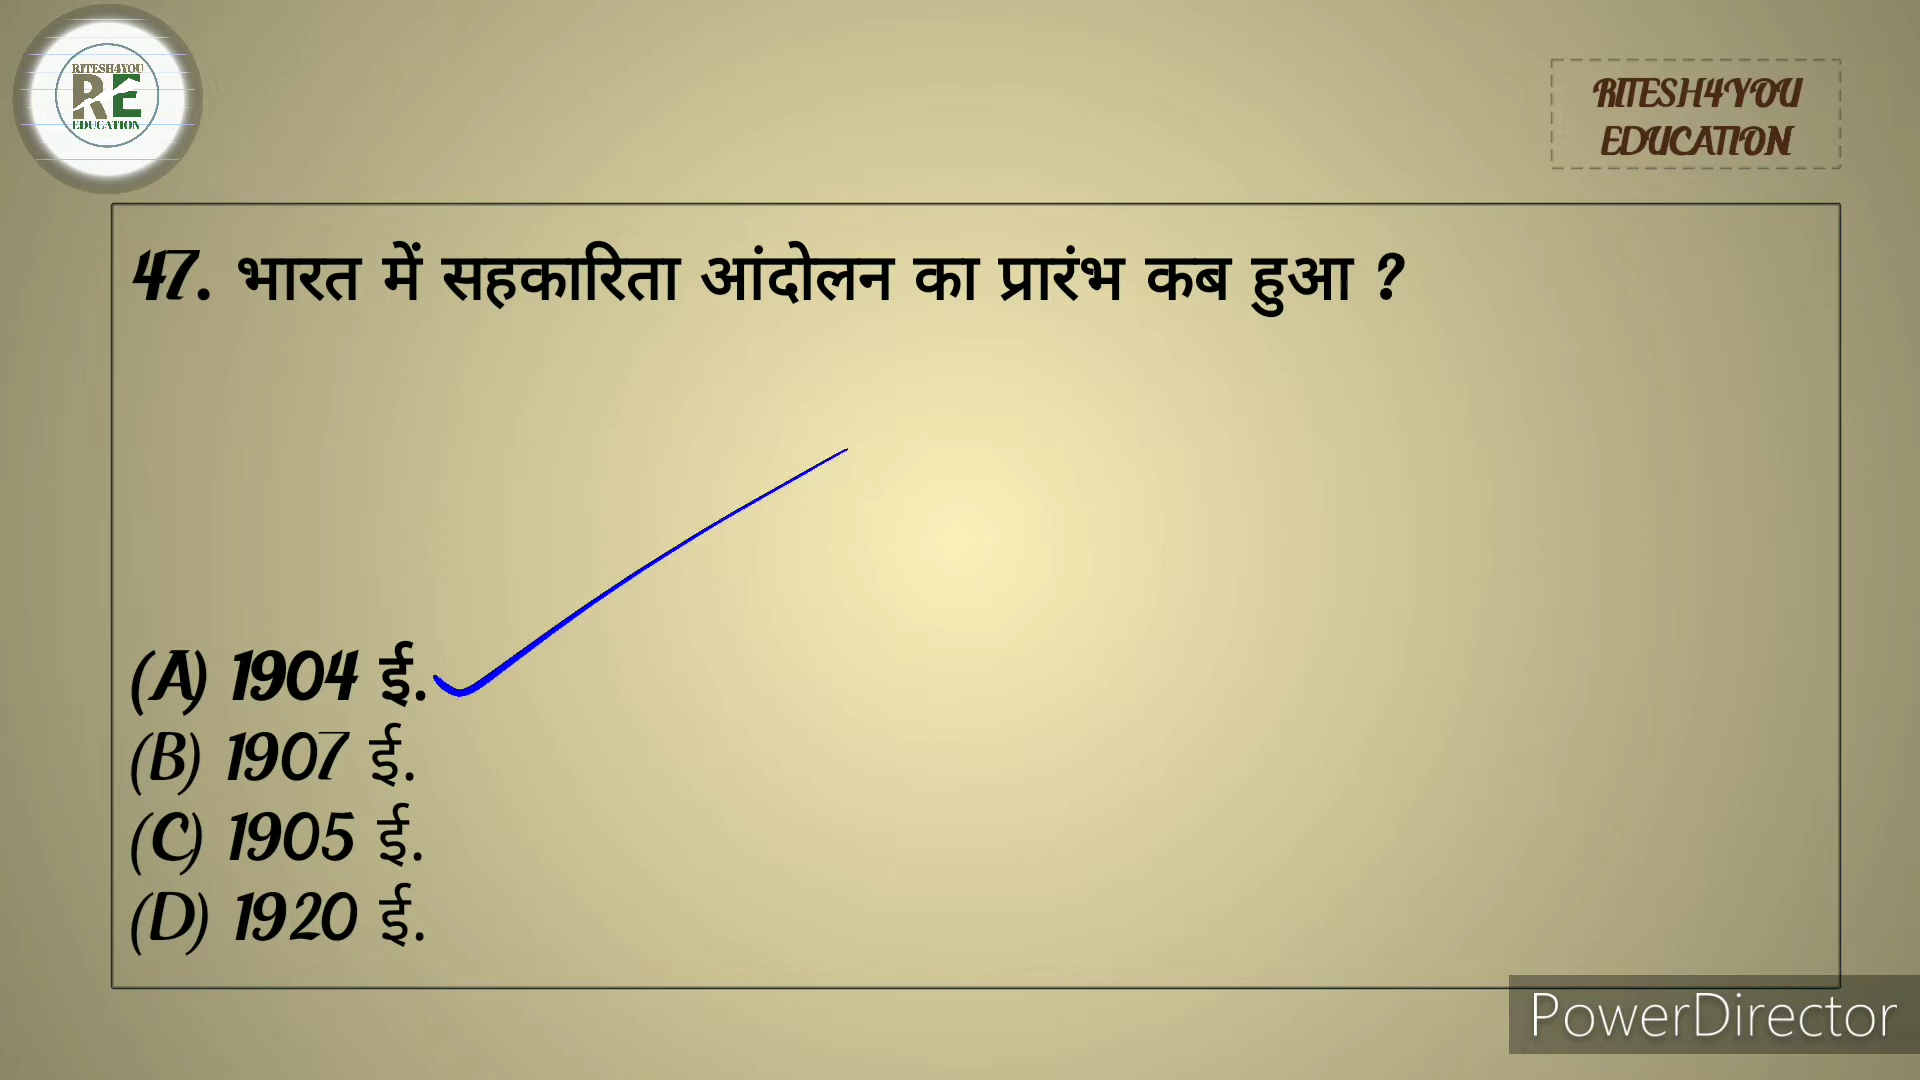 RITESH4YOU
RE
EDUCATION
RITESH4YOU
EDUCATION
47. भारत में सहकारिता आंदोलन का प्रारंभ कब हुआ ?
(A) 1904 ई.
(B) 1907 ई.
(C) 1905 ई.
(D) 1920 ई.
PowerDirector